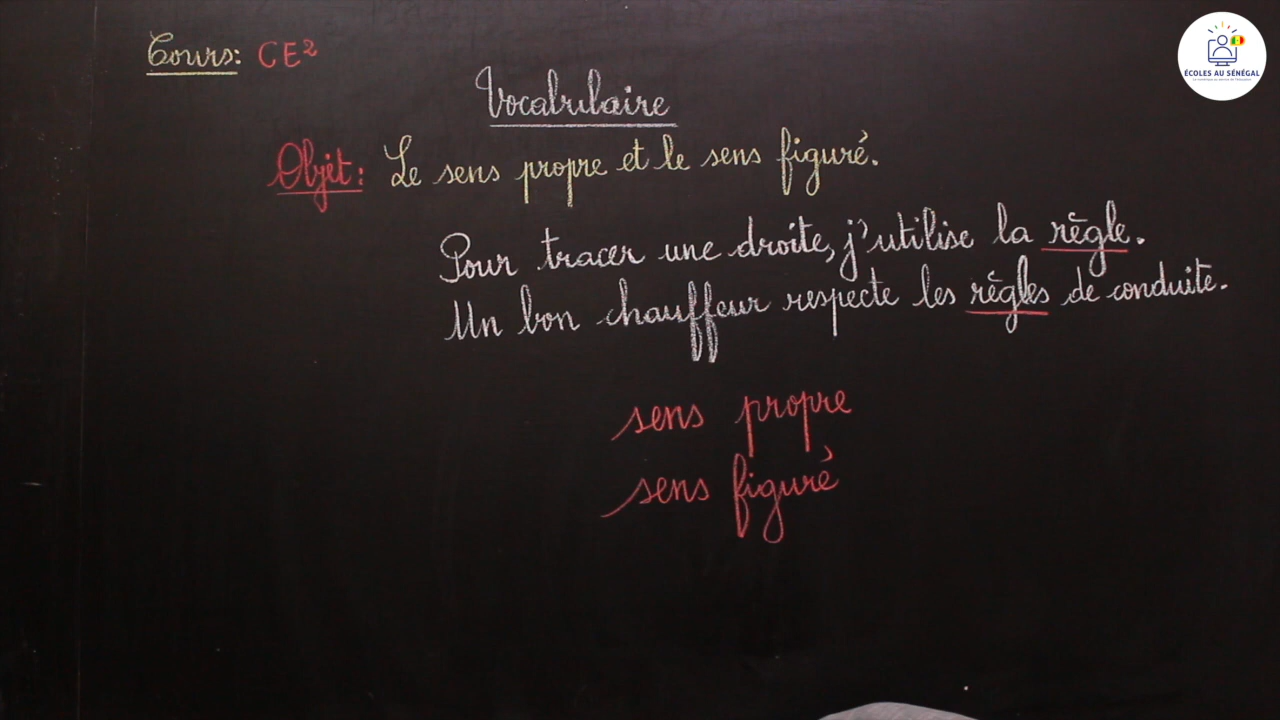 Cours: CE2
Vocabulaire
Objet: Le sens propre et le sens figuré.
Pour tracer une droite, j'utilise la règle.
Un bon chauffeur respecte les règles de conduite.
sens propre
sens figuré
ÉCOLES AU SÉNÉGAL